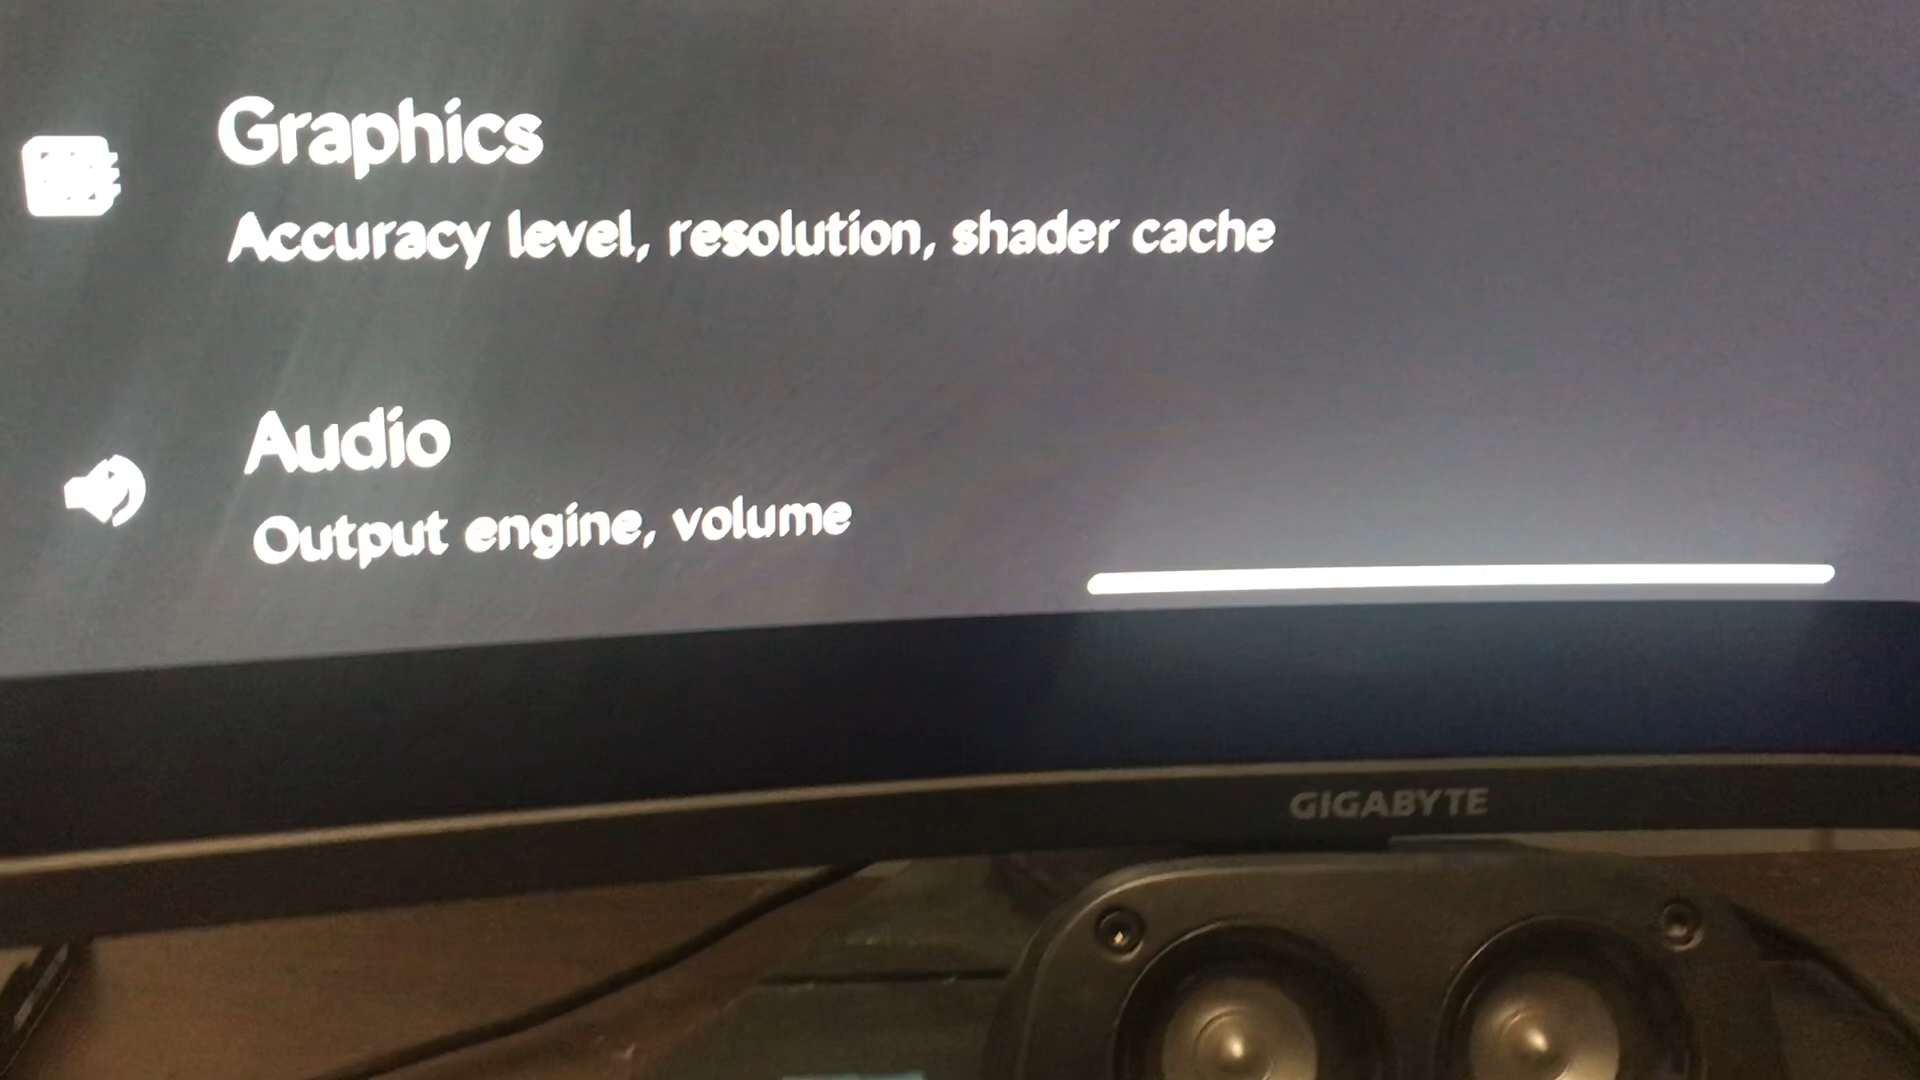 Graphics
Accuracy level, resolution, shader cache
Audio
Output engine, volume
GIGABYTE